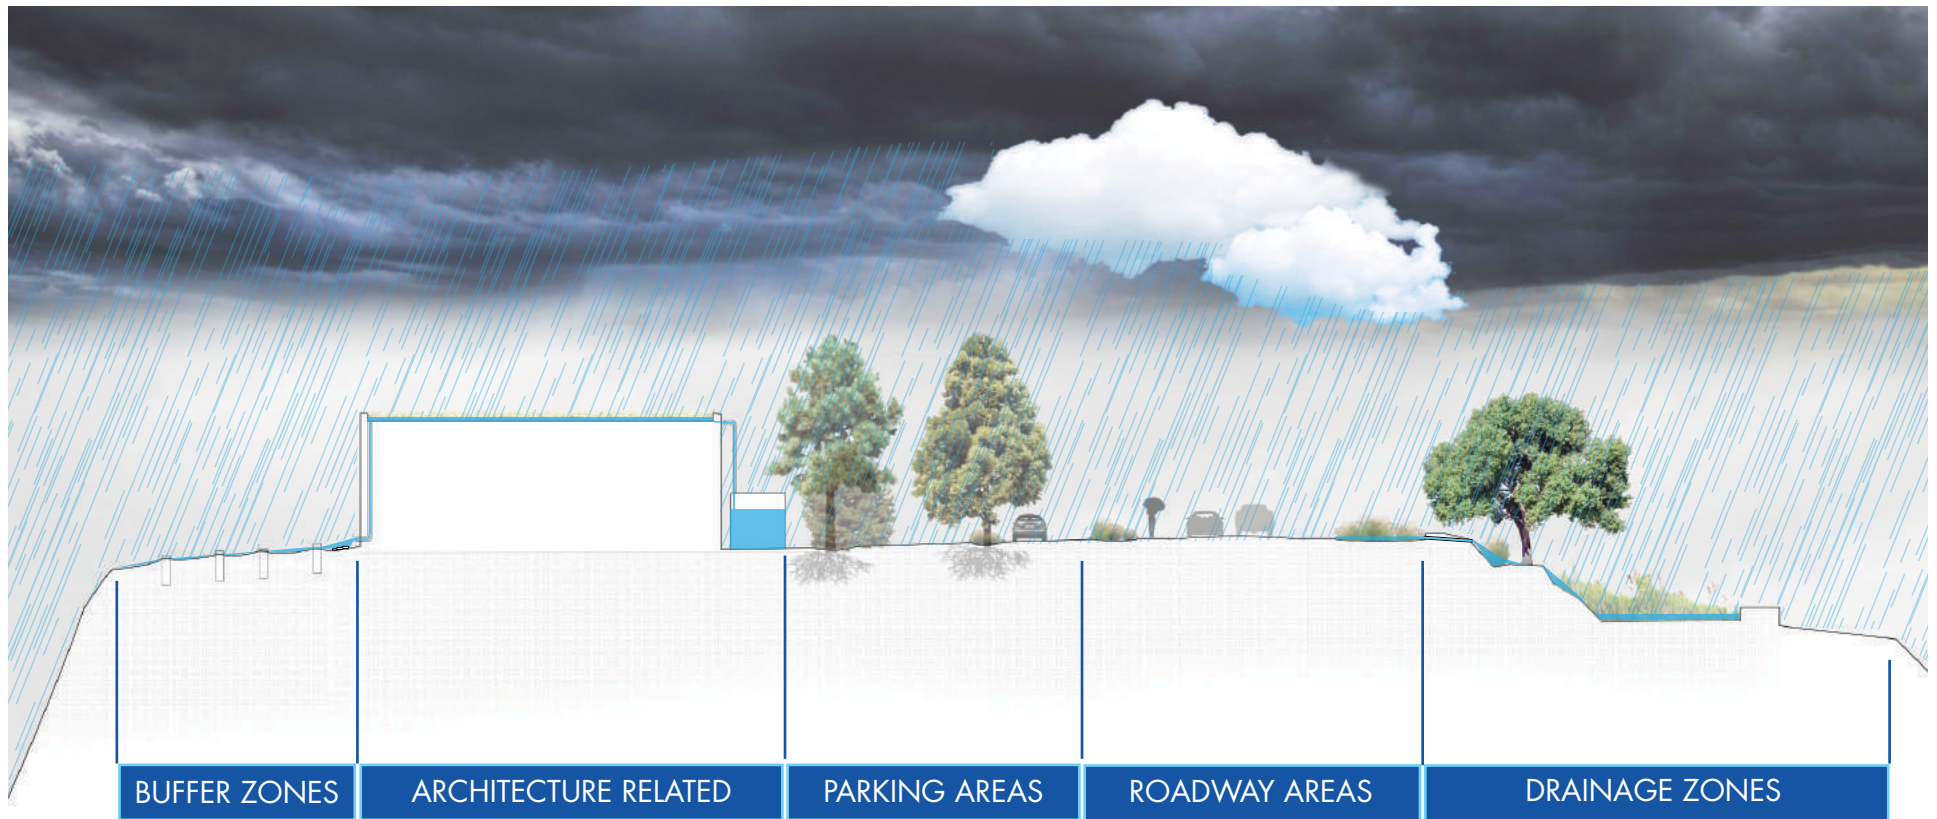 BUFFER ZONES
ARCHITECTURE RELATED
PARKING AREAS
ROADWAY AREAS
DRAINAGE ZONES